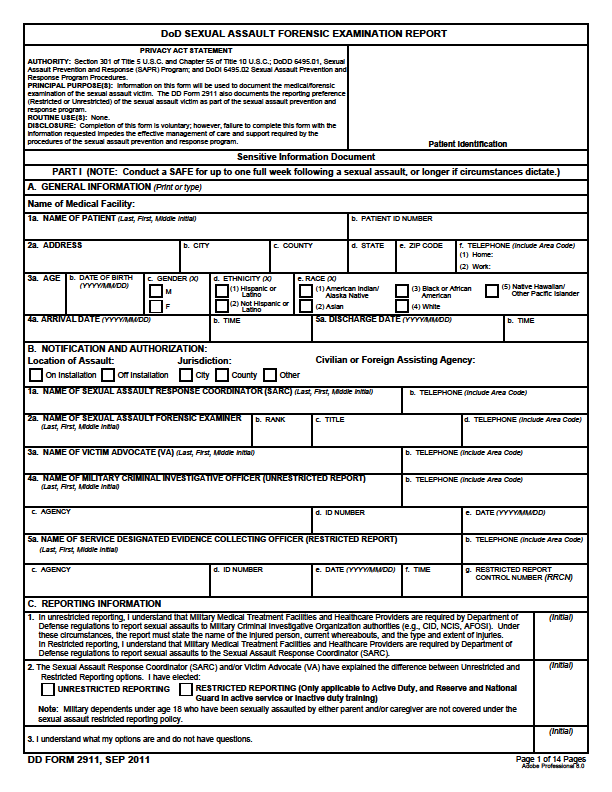 DoD SEXUAL ASSAULT FORENSIC EXAMINATION REPORT
PRIVACY ACT STATEMENT
AUTHORITY: Section 301 of Title 5 U.S.C. and Chapter 55 of Title 10 U.S.C.; DoDD 6495.01, Sexual
Assault Prevention and Response (SAPR) Program; and DoDI 6495.02 Sexual Assault Prevention and
Response Program Procedures.
PRINCIPAL PURPOSE(S): Information on this form will be used to document the medical/forensic
examination of the sexual assault victim. The DD Form 2911 also documents the reporting preference
(Restricted or Unrestricted) of the sexual assault victim as part of the sexual assault prevention and
response program.
ROUTINE USE(S): None.
DISCLOSURE: Completion of this form is voluntary; however, failure to complete this form with the
information requested impedes the effective management of care and support required by the
procedures of the sexual assault prevention and response program.
Patient Identification
Sensitive Information Document
PART I (NOTE: Conduct a SAFE for up to one full week following a sexual assault, or longer if circumstances dictate.)
A. GENERAL INFORMATION (Print or type)
Name of Medical Facility:
1a. NAME OF PATIENT (Last, First, Middle Initial)
b. PATIENT ID NUMBER
2a. ADDRESS
b. CITY
c. COUNTY
d. STATE
e. ZIP CODE
f. TELEPHONE (Include Area Code)
(1) Home:
(2) Work:
3a. AGE
b. DATE OF BIRTH
(YYYY/MM/DD)
c. GENDER (X)
M
F
d. ETHNICITY (X)
(1) Hispanic or
Latino
(2) Not Hispanic or
Latino
e. RACE (X)
(1) American Indian/
Alaska Native
(2) Asian
(3) Black or African
American
(4) White
(5) Native Hawaiian/
Other Pacific Islander
4a. ARRIVAL DATE (YYYY/MM/DD)
b. TIME
5a. DISCHARGE DATE (YYYY/MM/DD)
b. TIME
B. NOTIFICATION AND AUTHORIZATION:
Location of Assault:
Jurisdiction:
Civilian or Foreign Assisting Agency:
On Installation
Off Installation
City
County
Other
1a. NAME OF SEXUAL ASSAULT RESPONSE COORDINATOR (SARC) (Last, First, Middle Initial)
b. TELEPHONE (Include Area Code)
2a. NAME OF SEXUAL ASSAULT FORENSIC EXAMINER
(Last, First, Middle Initial)
b. RANK
c. TITLE
d. TELEPHONE (Include Area Code)
3a. NAME OF VICTIM ADVOCATE (VA) (Last, First, Middle Initial)
b. TELEPHONE (Include Area Code)
4a. NAME OF MILITARY CRIMINAL INVESTIGATIVE OFFICER (UNRESTRICTED REPORT)
(Last, First, Middle Initial)
b. TELEPHONE (Include Area Code)
c. AGENCY
d. ID NUMBER
e. DATE (YYYY/MM/DD)
5a. NAME OF SERVICE DESIGNATED EVIDENCE COLLECTING OFFICER (RESTRICTED REPORT)
(Last, First, Middle Initial)
b. TELEPHONE (Include Area Code)
c. AGENCY
d. ID NUMBER
e. DATE (YYYY/MM/DD)
f. TIME
g. RESTRICTED REPORT
CONTROL NUMBER (RRCN)
C. REPORTING INFORMATION
1. In unrestricted reporting, I understand that Military Medical Treatment Facilities and Healthcare Providers are required by Department of
Defense regulations to report sexual assaults to Military Criminal Investigative Organization authorities (e.g., CID, NCIS, AFOSI). Under
these circumstances, the report must state the name of the injured person, current whereabouts, and the type and extent of injuries.
In Restricted reporting, I understand that Military Medical Treatment Facilities and Healthcare Providers are required by Department of
Defense regulations to report sexual assaults to the Sexual Assault Response Coordinator (SARC).
(Initial)
2. The Sexual Assault Response Coordinator (SARC) and/or Victim Advocate (VA) have explained the difference between Unrestricted and
Restricted Reporting options. I have elected:
(Initial)
UNRESTRICTED REPORTING
RESTRICTED REPORTING (Only applicable to Active Duty, and Reserve and National
Guard in active service or inactive duty training)
Note: Military dependents under age 18 who have been sexually assaulted by either parent and/or caregiver are not covered under the
sexual assault restricted reporting policy.
3. I understand what my options are and do not have questions.
(Initial)
DD FORM 2911, SEP 2011
Page 1 of 14 Pages
Adobe Professional 8.0